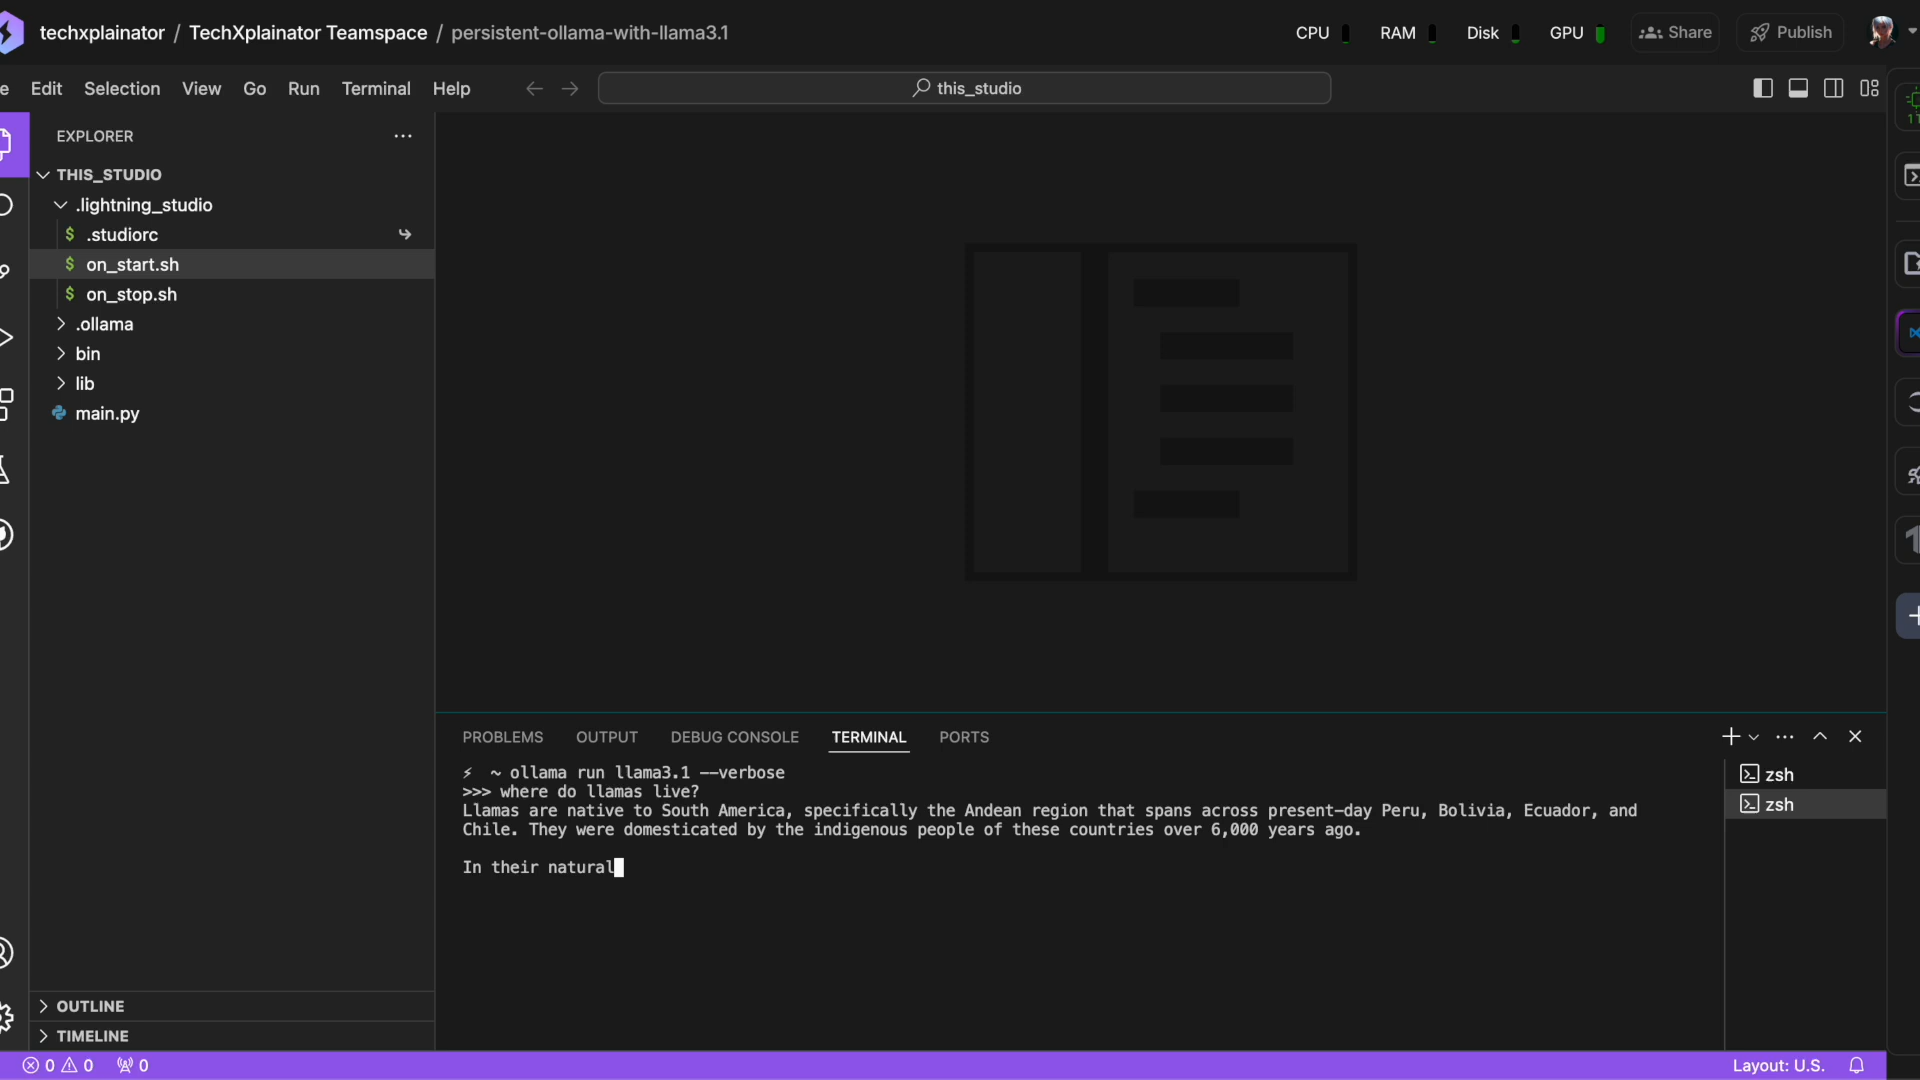 techxplainator / TechXplainator Teamspace / persistent-ollama-with-llama3.1
CPU RAM Disk GPU Share Publish
e Edit Selection View Go Run Terminal Help
this_studio
EXPLORER
THIS_STUDIO
.lightning_studio
$ .studiorc
$ on_start.sh
$ on_stop.sh
.ollama
bin
lib
main.py
OUTLINE
TIMELINE
PROBLEMS OUTPUT DEBUG CONSOLE TERMINAL PORTS
⚡ ~ ollama run llama3.1 --verbose
>>> where do llamas live?
Llamas are native to South America, specifically the Andean region that spans across present-day Peru, Bolivia, Ecuador, and
Chile. They were domesticated by the indigenous people of these countries over 6,000 years ago.
In their natural
zsh
zsh
0 0 0
Layout: U.S.